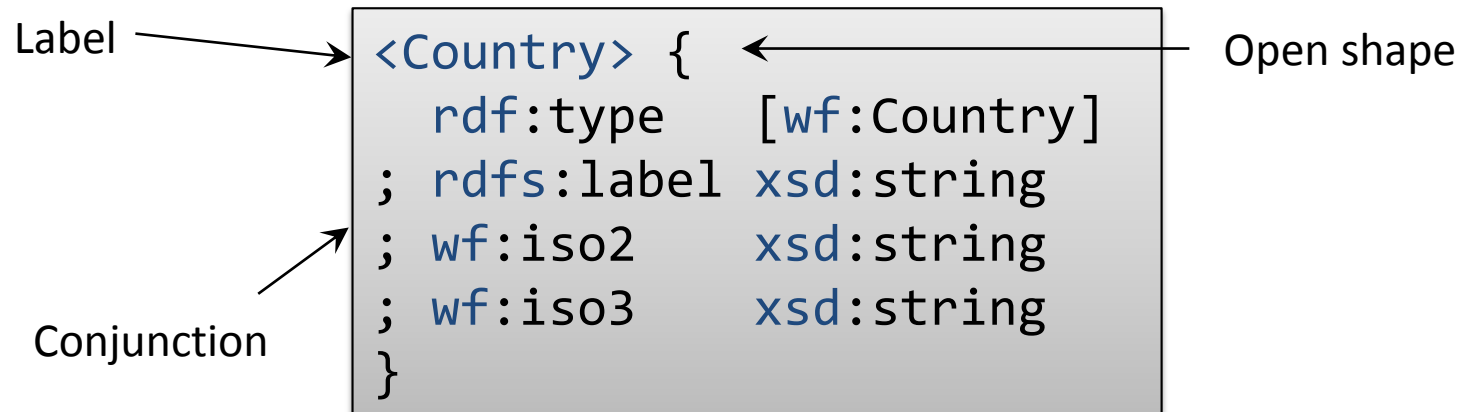 Label
<Country> {
Open shape
rdf:type [wf:Country]
; rdfs:label xsd:string
; wf:iso2 xsd:string
; wf:iso3 xsd:string
Conjunction
}